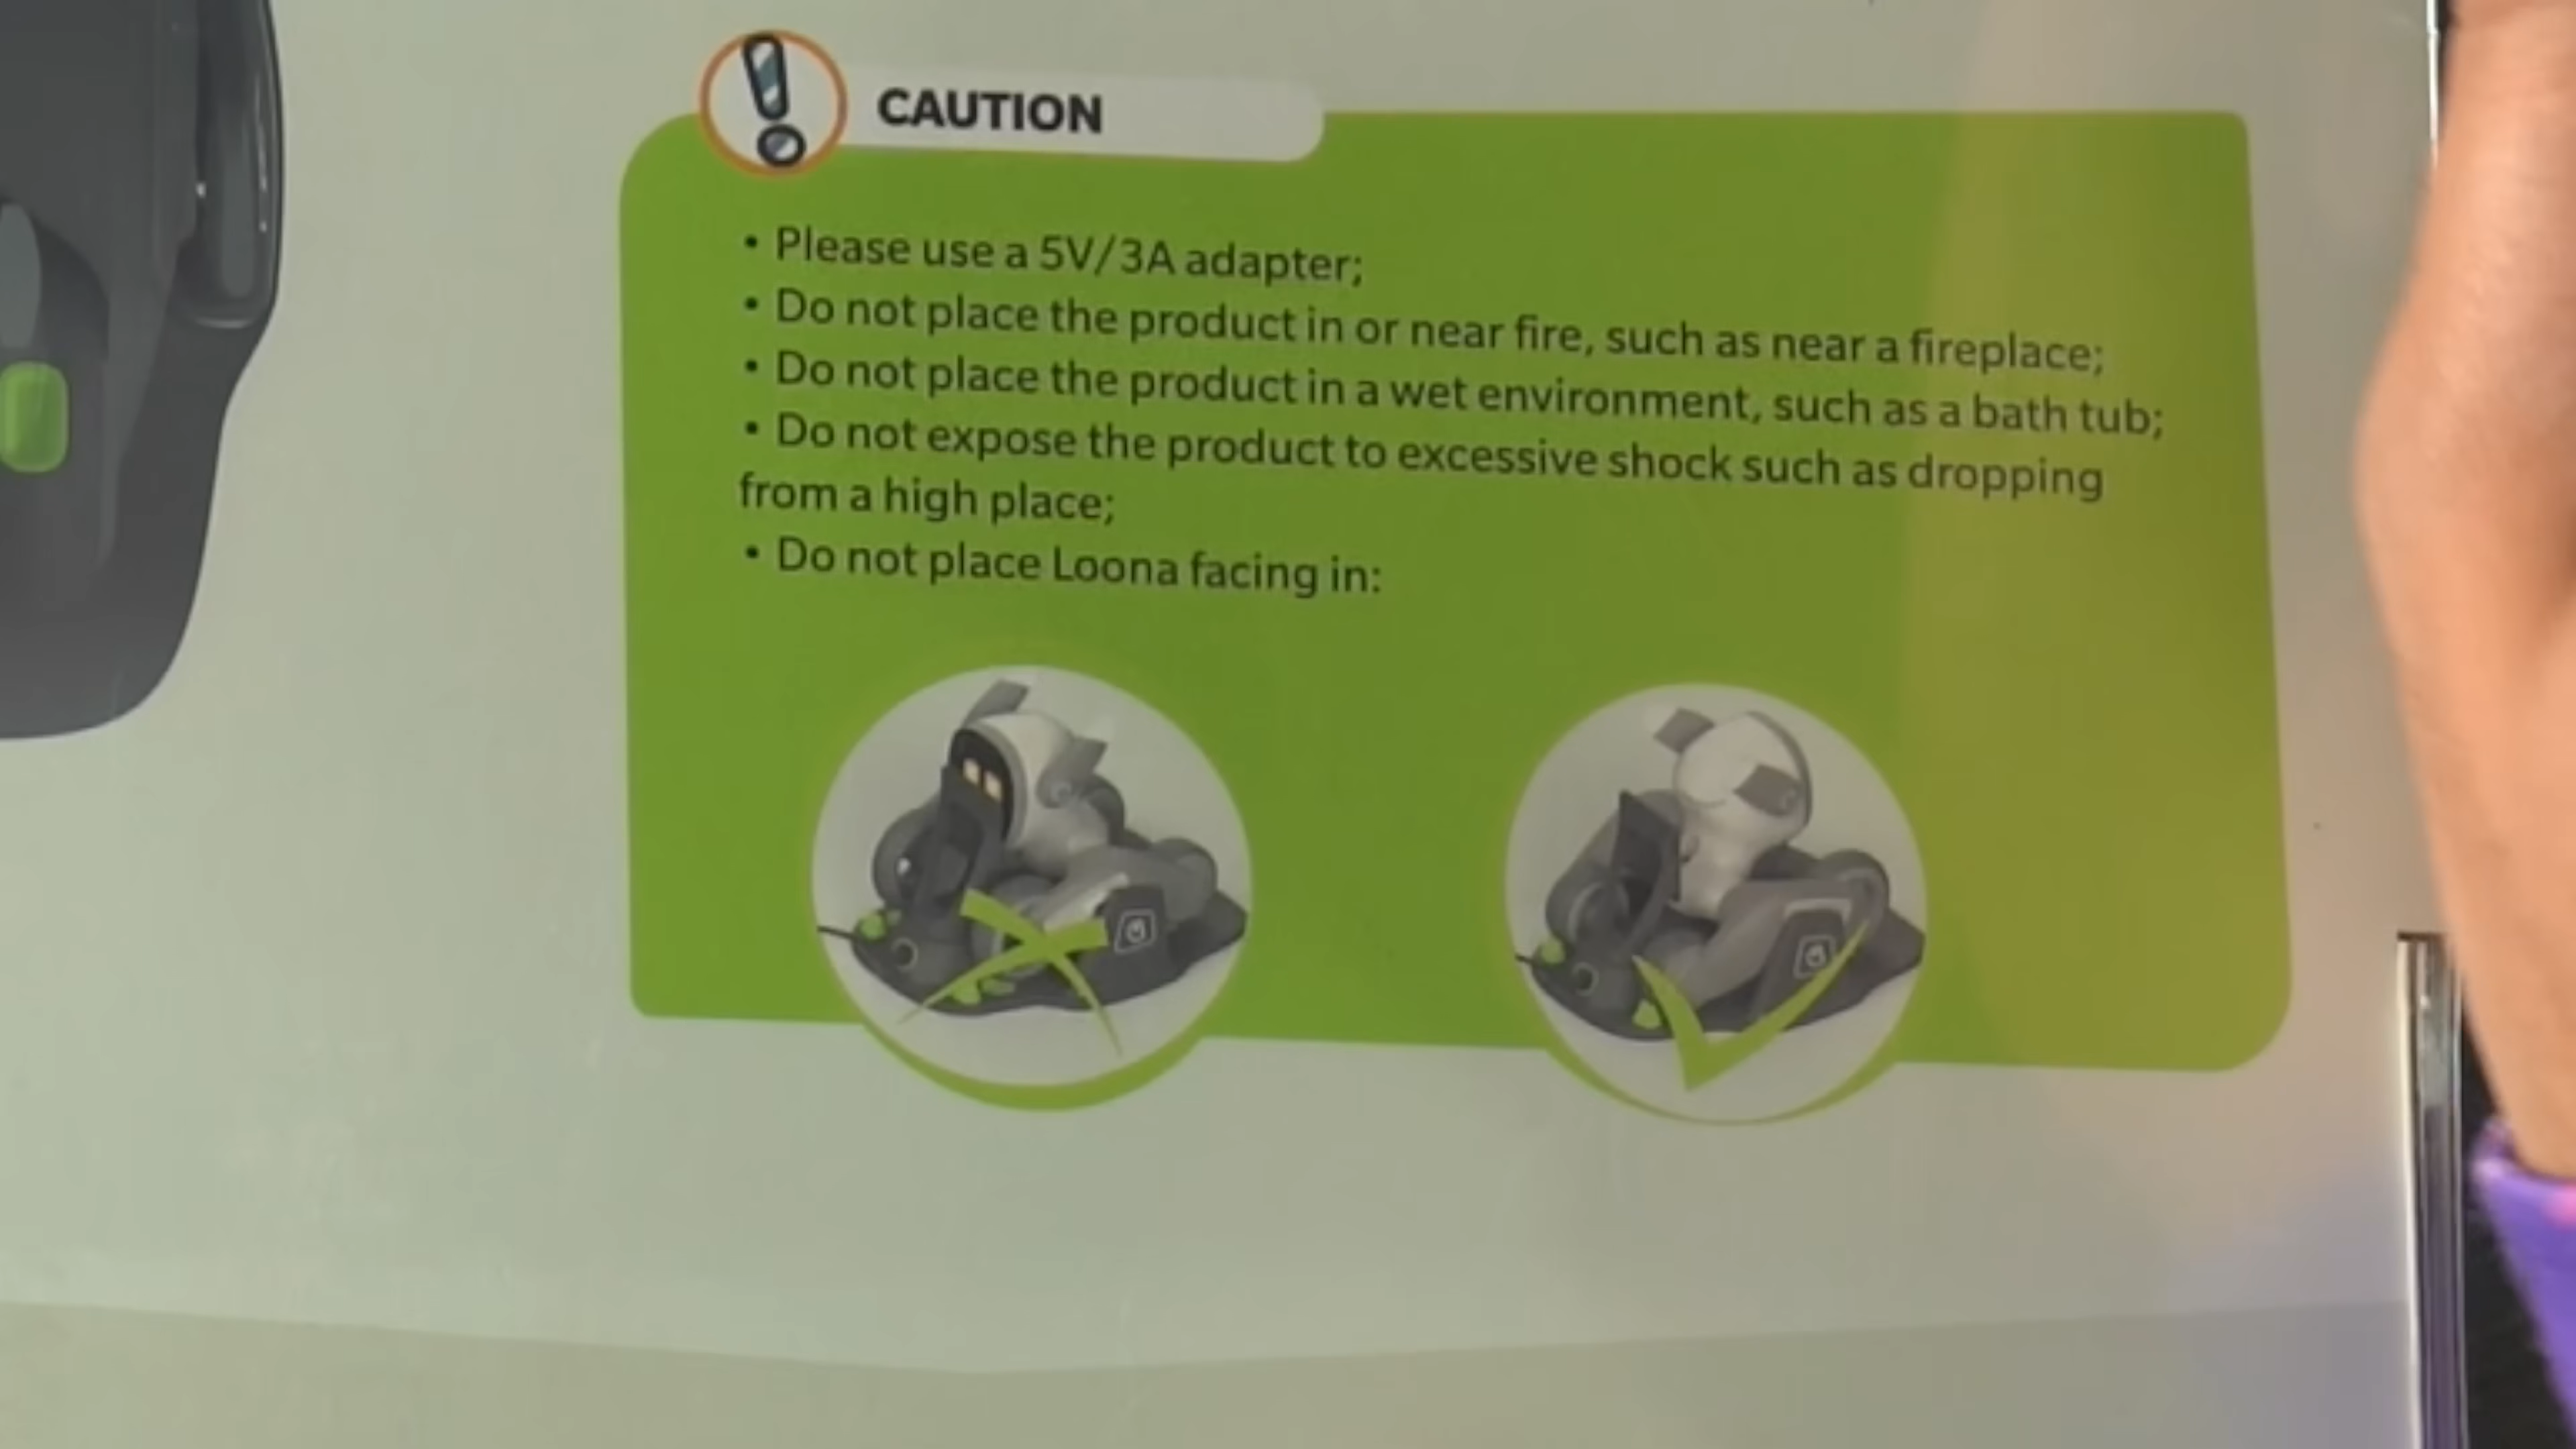 CAUTION
• Please use a 5V/3A adapter;
• Do not place the product in or near fire, such as near a fireplace;
• Do not place the product in a wet environment, such as a bath tub;
• Do not expose the product to excessive shock such as dropping
from a high place;
• Do not place Loona facing in: